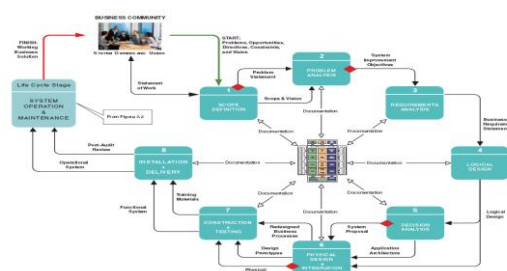 BUSINESS COMMUNITY
FINISH:
Working
Business
Solution
START:
Problems, Opportunities,
Directives, Constraints,
and Vision
Statement
of Work
Life Cycle Stage
SYSTEM
OPERATION
&
MAINTENANCE
From Figure 3.2
1
SCOPE
DEFINITION
Problem
Statement
Scope & Vision
2
PROBLEM
ANALYSIS
System
Improvement
Objectives
3
REQUIREMENTS
ANALYSIS
Business
Requirements
Statement
4
LOGICAL
DESIGN
Logical
Design
5
DECISION
ANALYSIS
System
Proposal
Application
Architecture
6
PHYSICAL
DESIGN
&
INTEGRATION
Redesigned
Business
Processes
Design
Prototypes
Physical
7
CONSTRUCTION
&
TESTING
Functional
System
Training
Materials
8
INSTALLATION
&
DELIVERY
Post-Audit
Review
Operational
System
Documentation
Documentation
Documentation
Documentation
Documentation
Documentation
Documentation
Documentation